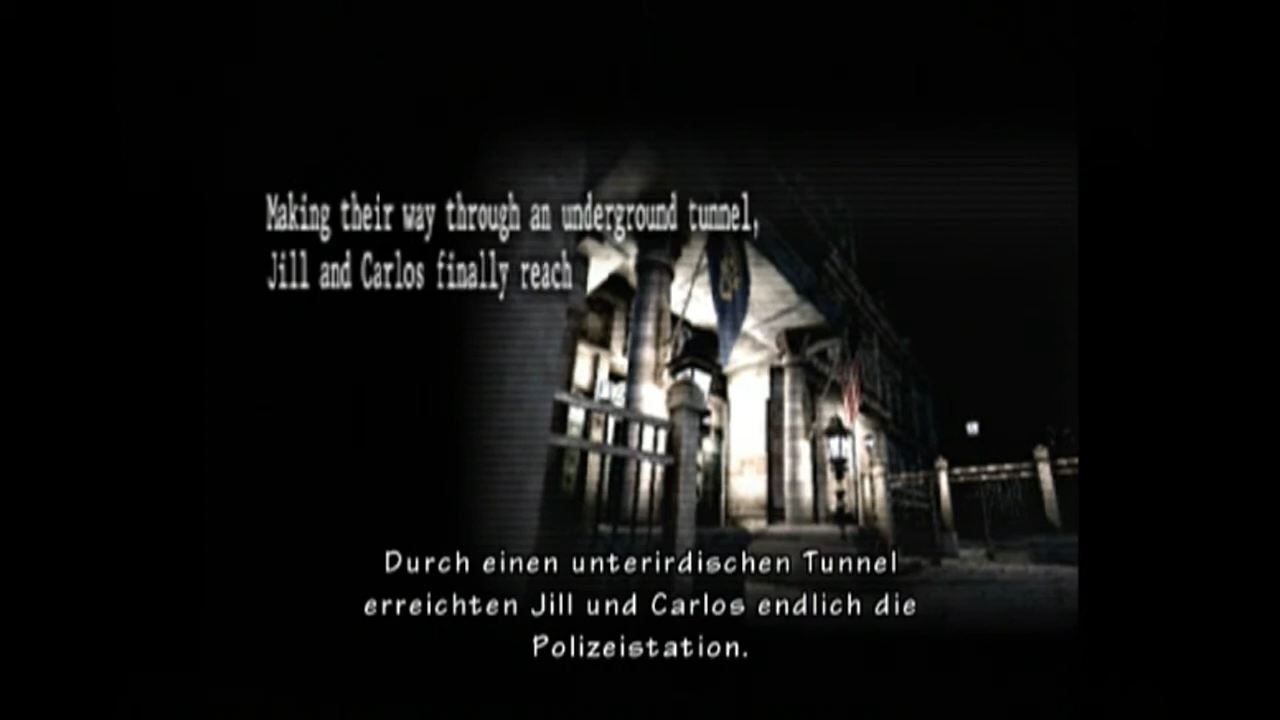 Making their way through an underground tunnel,
Jill and Carlos finally reach
Durch einen unterirdischen Tunnel
erreichten Jill und Carlos endlich die
Polizeistation.